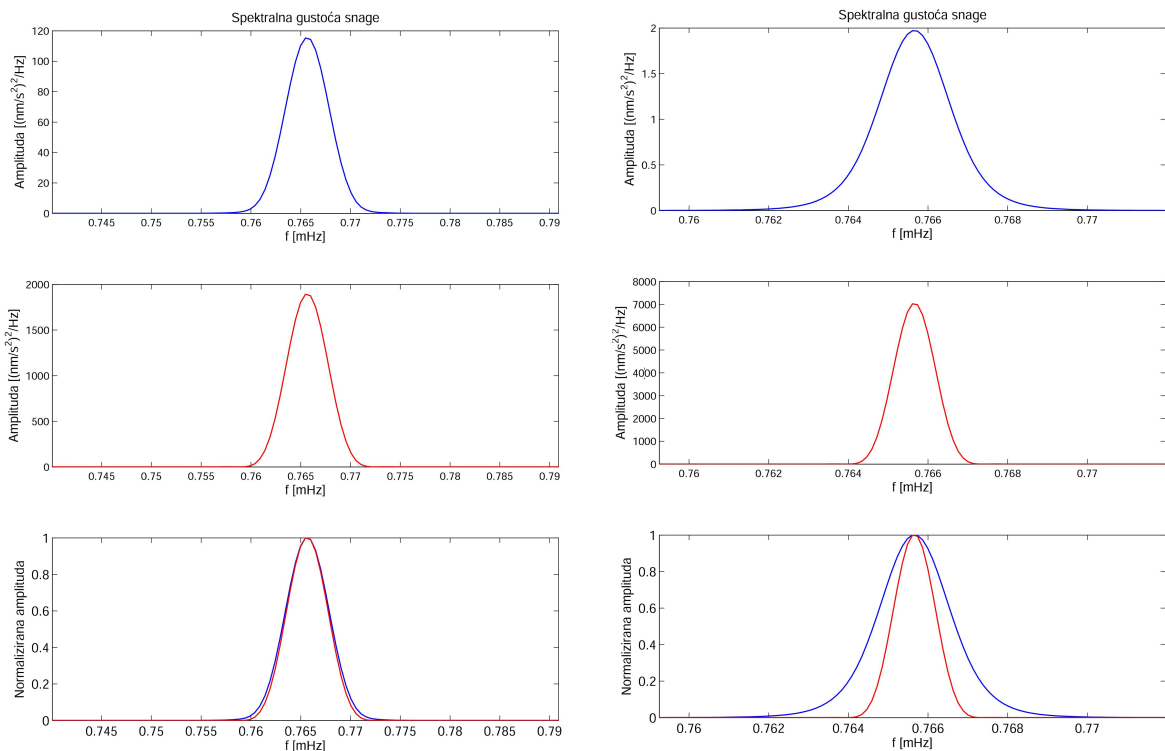 Spektralna gustoća snage
Amplituda [(nm/s²)²/Hz]
120
100
80
60
40
20
0
0.745 0.75 0.755 0.76 0.765 0.77 0.775 0.78 0.785 0.79
f [mHz]
Amplituda [(nm/s²)²/Hz]
2000
1500
1000
500
0
0.745 0.75 0.755 0.76 0.765 0.77 0.775 0.78 0.785 0.79
f [mHz]
Normalizirana amplituda
1
0.8
0.6
0.4
0.2
0
0.745 0.75 0.755 0.76 0.765 0.77 0.775 0.78 0.785 0.79
f [mHz]
Spektralna gustoća snage
Amplituda [(nm/s²)²/Hz]
2
1.5
1
0.5
0
0.76 0.762 0.764 0.766 0.768 0.77
f [mHz]
Amplituda [(nm/s²)²/Hz]
8000
7000
6000
5000
4000
3000
2000
1000
0
0.76 0.762 0.764 0.766 0.768 0.77
f [mHz]
Normalizirana amplituda
1
0.8
0.6
0.4
0.2
0
0.76 0.762 0.764 0.766 0.768 0.77
f [mHz]